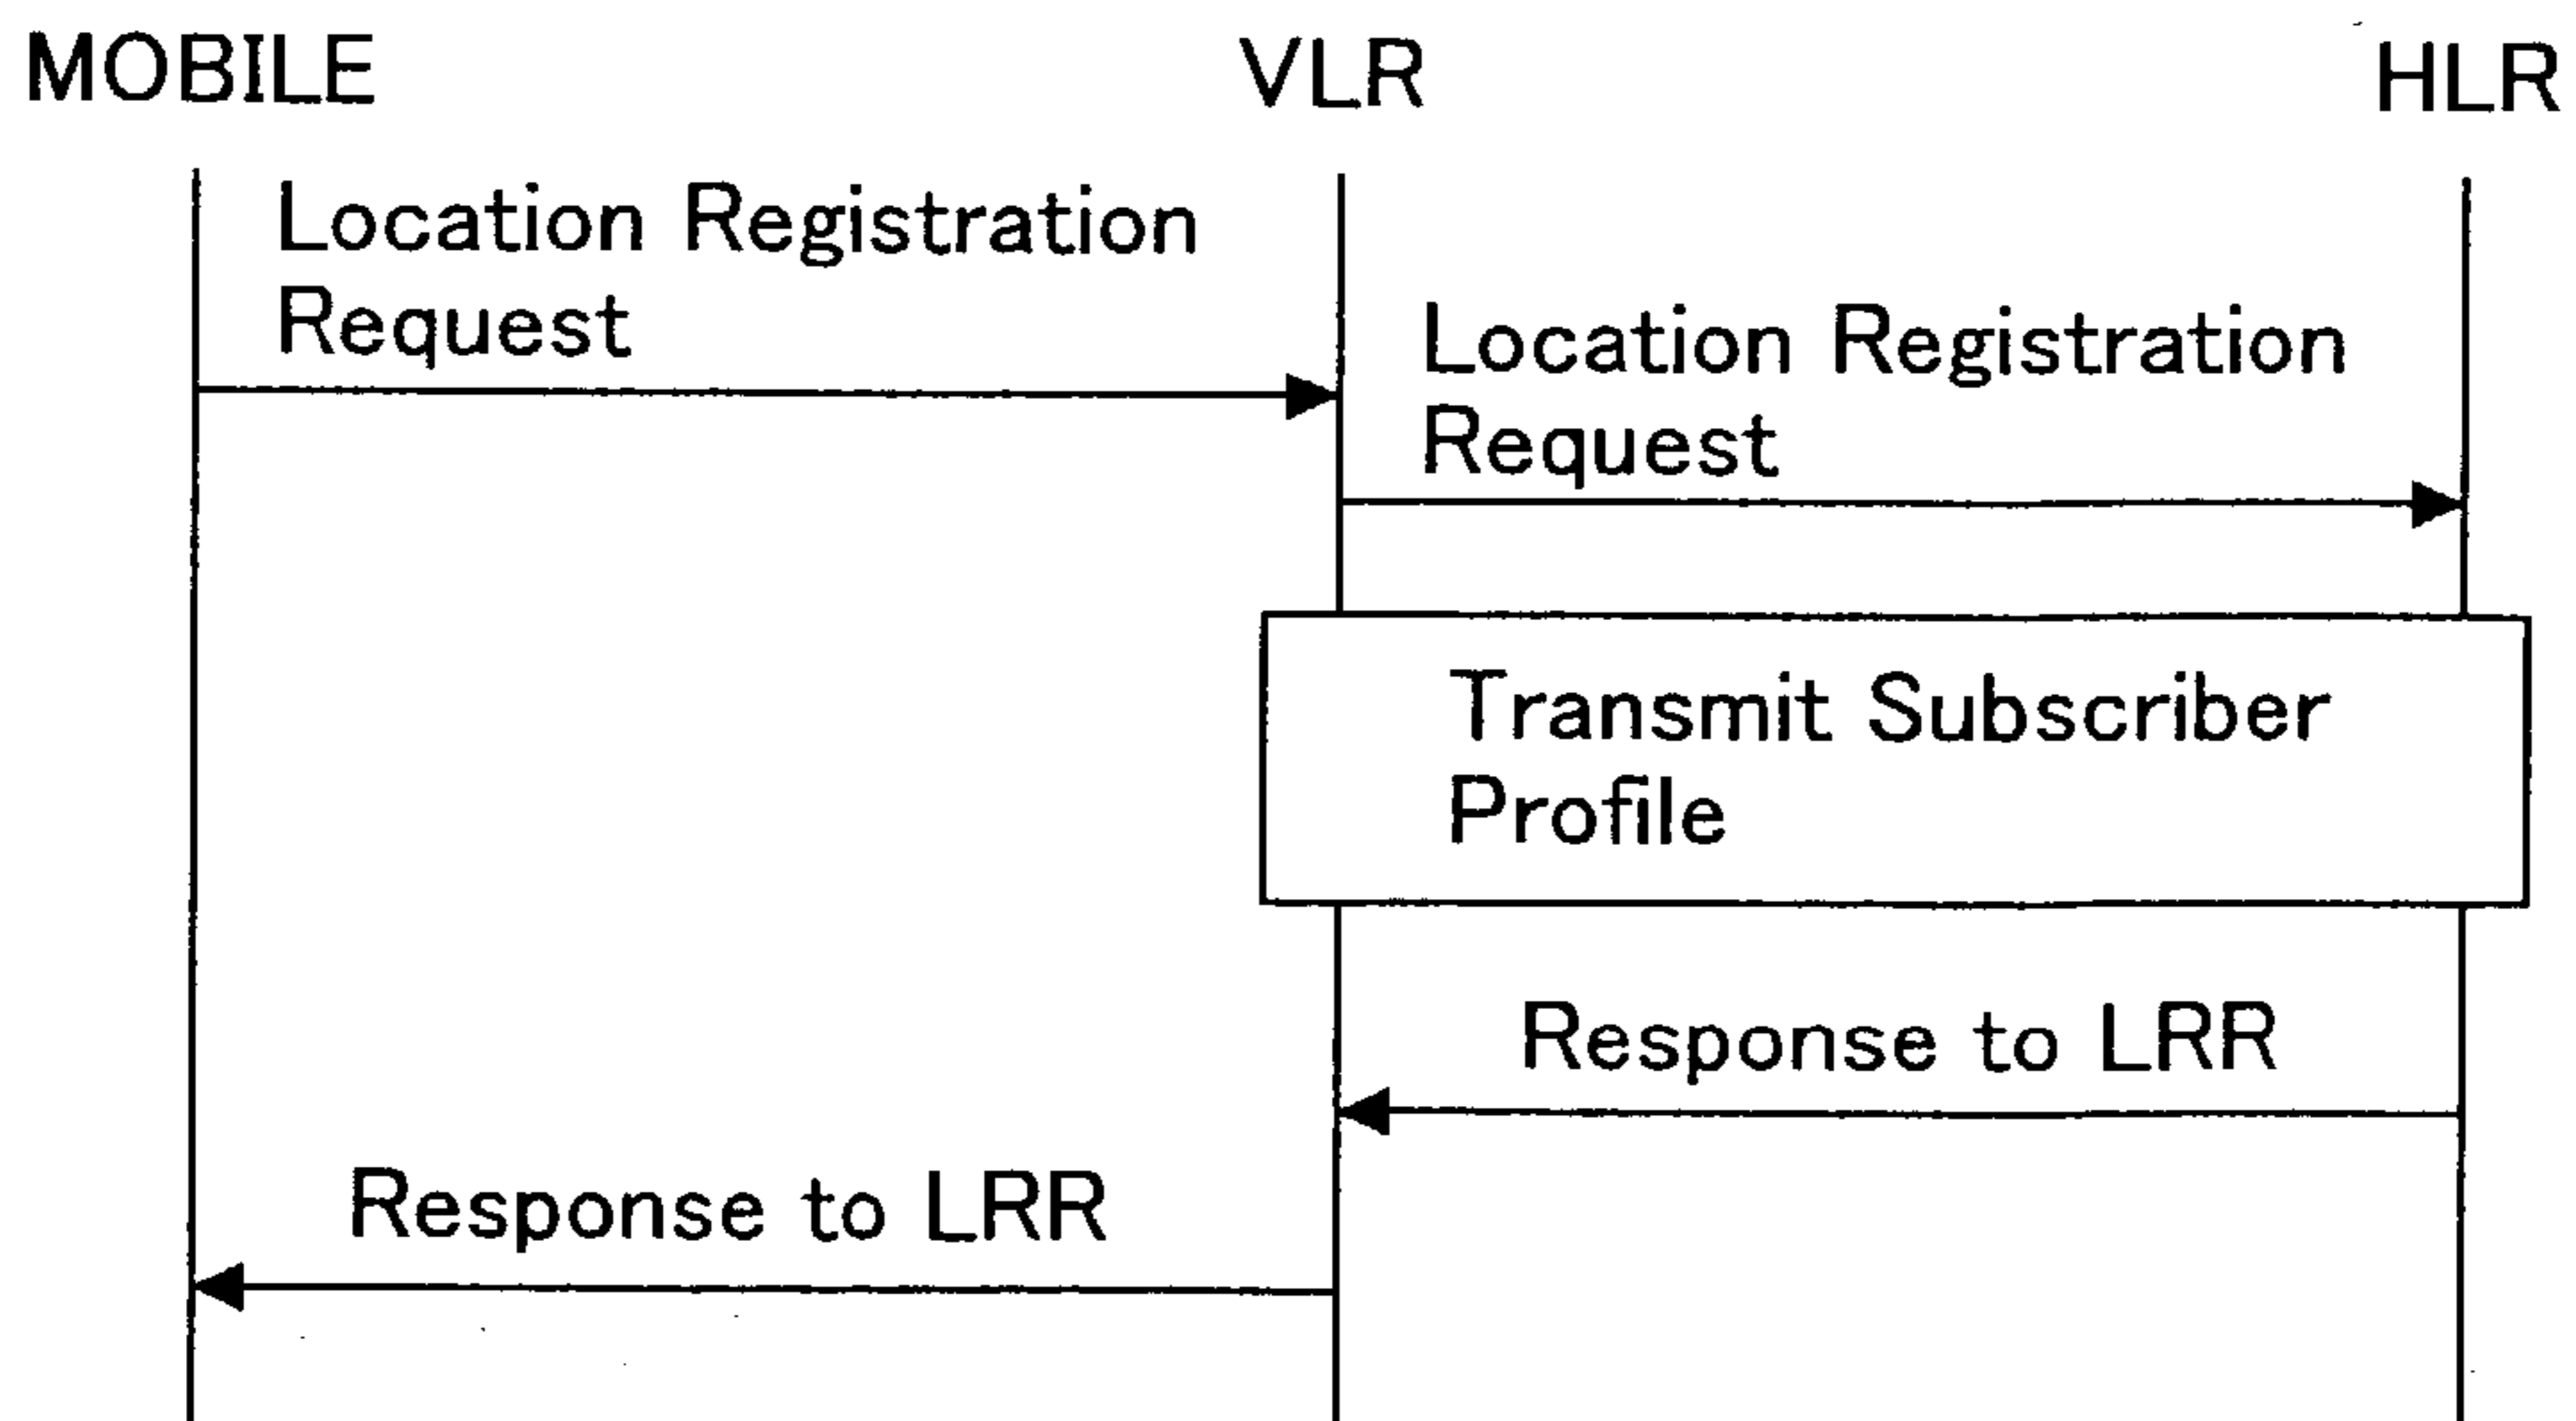 MOBILE VLR HLR
Location Registration
Request
Location Registration
Request
Transmit Subscriber
Profile
Response to LRR
Response to LRR